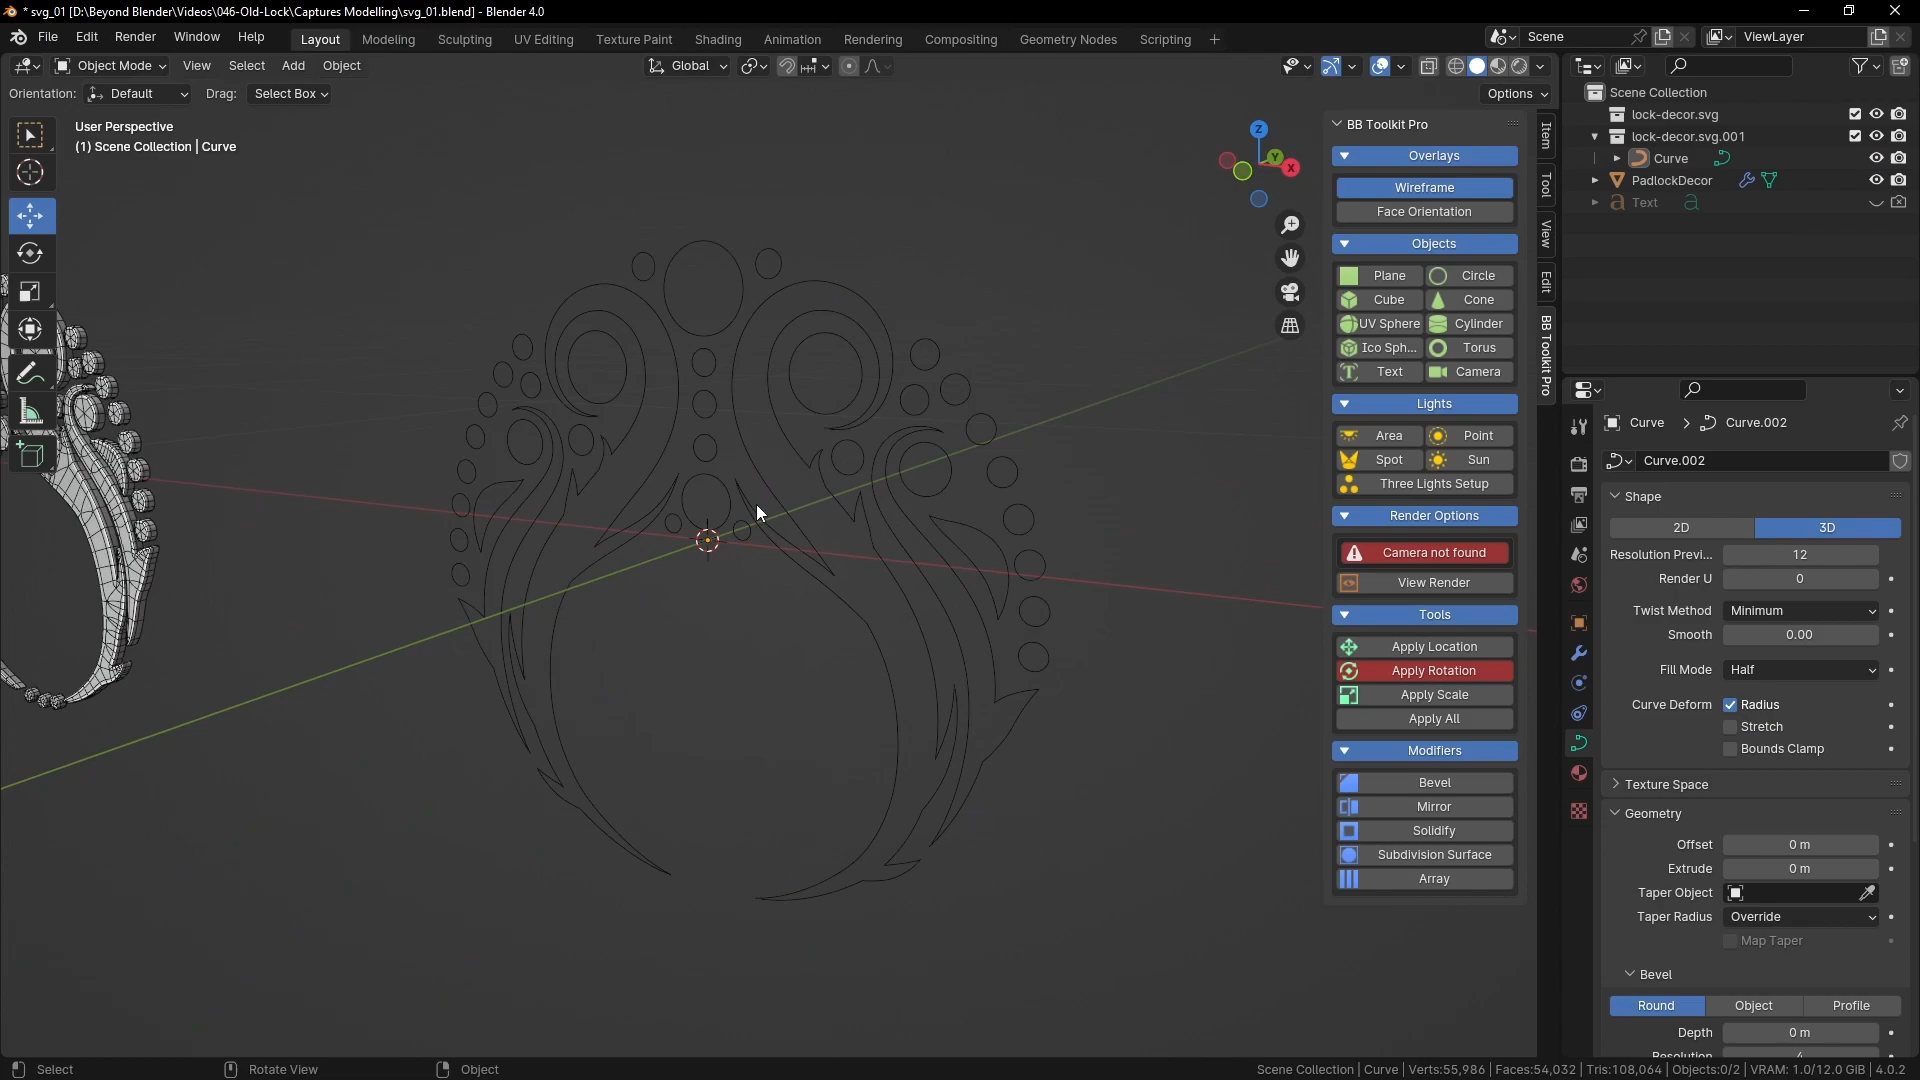 * svg_01 [D:\Beyond Blender\Videos\046-Old-Lock\Captures Modelling\svg_01.blend] - Blender 4.0
File Edit Render Window Help
Layout Modeling Sculpting UV Editing Texture Paint Shading Animation Rendering Compositing Geometry Nodes Scripting +
Scene
ViewLayer
Object Mode View Select Add Object
Global
Orientation: Default Drag: Select Box
Options
User Perspective
(1) Scene Collection | Curve
Z
Y
X
BB Toolkit Pro
Overlays
Wireframe
Face Orientation
Objects
Plane Circle
Cube Cone
UV Sphere Cylinder
Ico Sph... Torus
Text Camera
Lights
Area Point
Spot Sun
Three Lights Setup
Render Options
Camera not found
View Render
Tools
Apply Location
Apply Rotation
Apply Scale
Apply All
Modifiers
Bevel
Mirror
Solidify
Subdivision Surface
Array
Item
Tool
View
Edit
BB Toolkit Pro
Scene Collection
lock-decor.svg
lock-decor.svg.001
Curve
PadlockDecor
Text
Curve > Curve.002
Curve.002
Shape
2D 3D
Resolution Previ... 12
Render U 0
Twist Method Minimum
Smooth 0.00
Fill Mode Half
Curve Deform Radius
Stretch
Bounds Clamp
Texture Space
Geometry
Offset 0 m
Extrude 0 m
Taper Object
Taper Radius Override
Map Taper
Bevel
Round Object Profile
Depth 0 m
Resolution 4
Select Rotate View Object
Scene Collection | Curve | Verts:55,986 | Faces:54,032 | Tris:108,064 | Objects:0/2 | VRAM: 1.0/12.0 GiB | 4.0.2